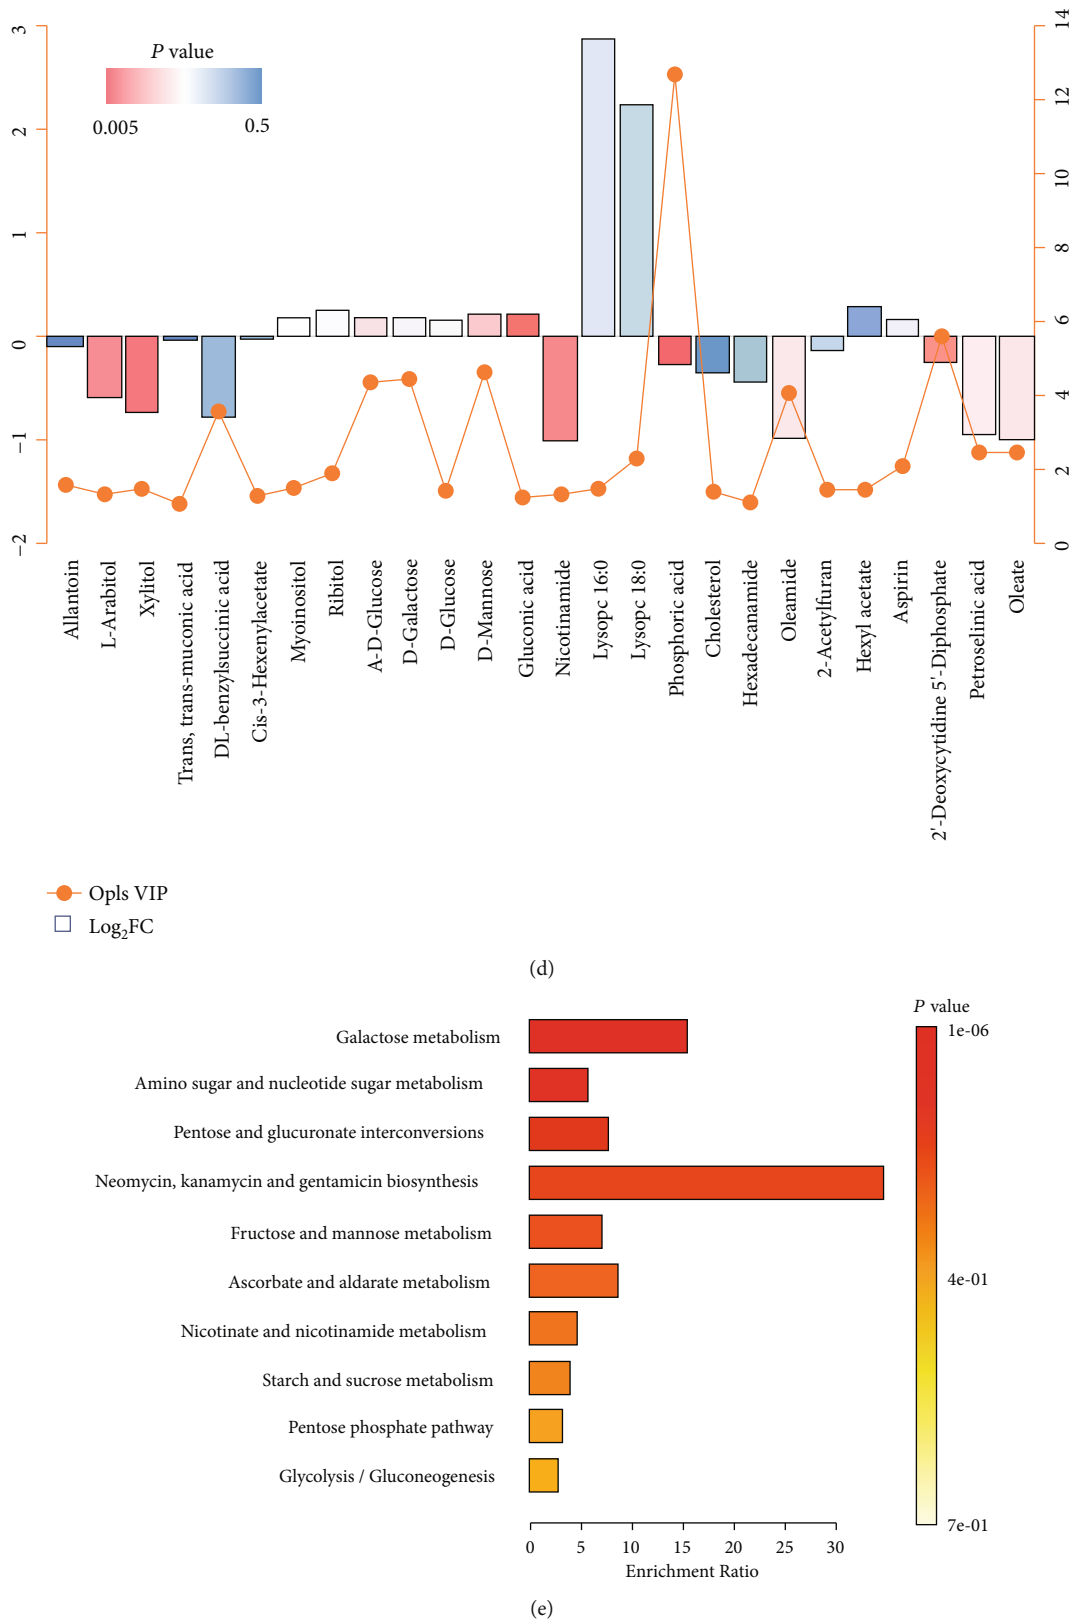 P value
0.005 0.5
3
2
1
0
−1
−2
14
12
10
8
6
4
2
0
Allantoin
L-Arabitol
Xylitol
Trans, trans-muconic acid
DL-benzylsuccinic acid
Cis-3-Hexenylacetate
Myoinositol
Ribitol
A-D-Glucose
D-Galactose
D-Glucose
D-Mannose
Gluconic acid
Nicotinamide
Lysopc 16:0
Lysopc 18:0
Phosphoric acid
Cholesterol
Hexadecanamide
Oleamide
2-Acetylfuran
Hexyl acetate
Aspirin
2'-Deoxycytidine 5'-Diphosphate
Petroselinic acid
Oleate
Opls VIP
Log₂FC
(d)
P value
1e-06
4e-01
7e-01
Galactose metabolism
Amino sugar and nucleotide sugar metabolism
Pentose and glucuronate interconversions
Neomycin, kanamycin and gentamicin biosynthesis
Fructose and mannose metabolism
Ascorbate and aldarate metabolism
Nicotinate and nicotinamide metabolism
Starch and sucrose metabolism
Pentose phosphate pathway
Glycolysis / Gluconeogenesis
0 5 10 15 20 25 30
Enrichment Ratio
(e)